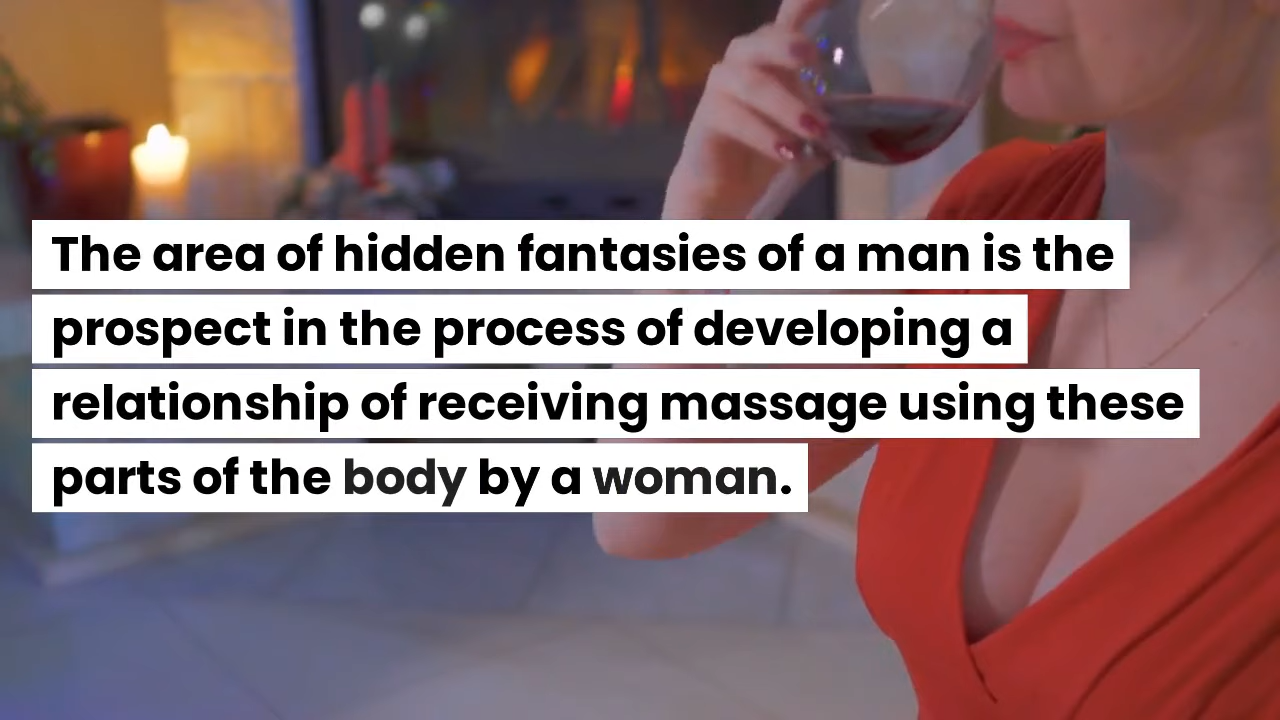 The area of hidden fantasies of a man is the
prospect in the process of developing a
relationship of receiving massage using these
parts of the body by a woman.